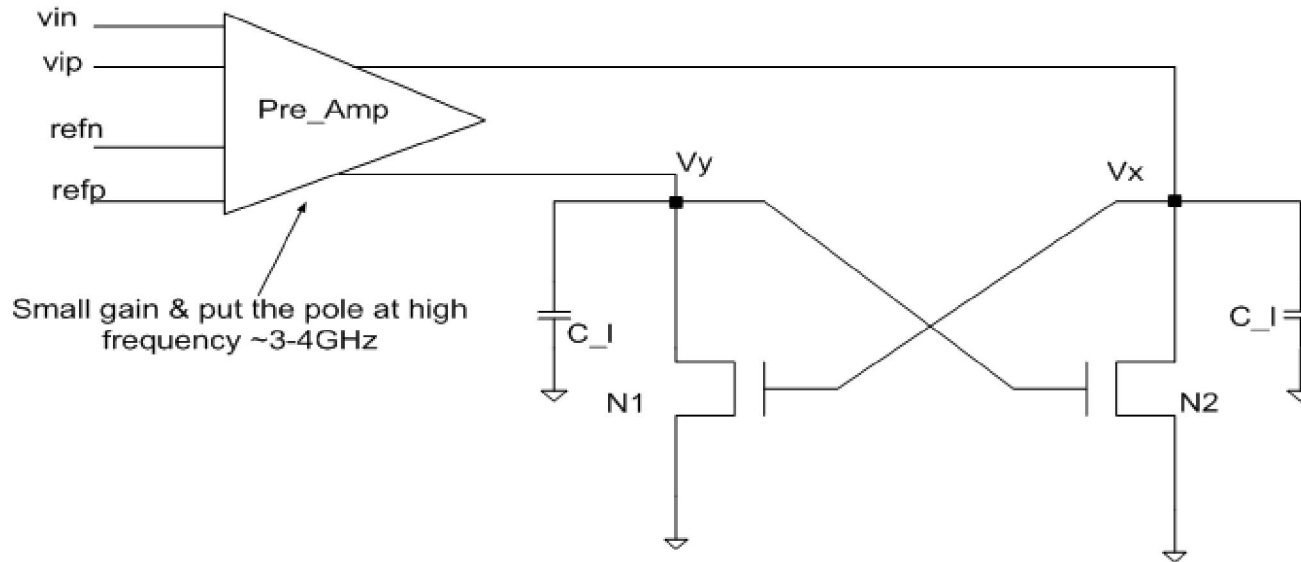 vin
vip
Pre_Amp
refn
refp
Vy
Vx
Small gain & put the pole at high
frequency ~3-4GHz
C_I
C_I
N1
N2